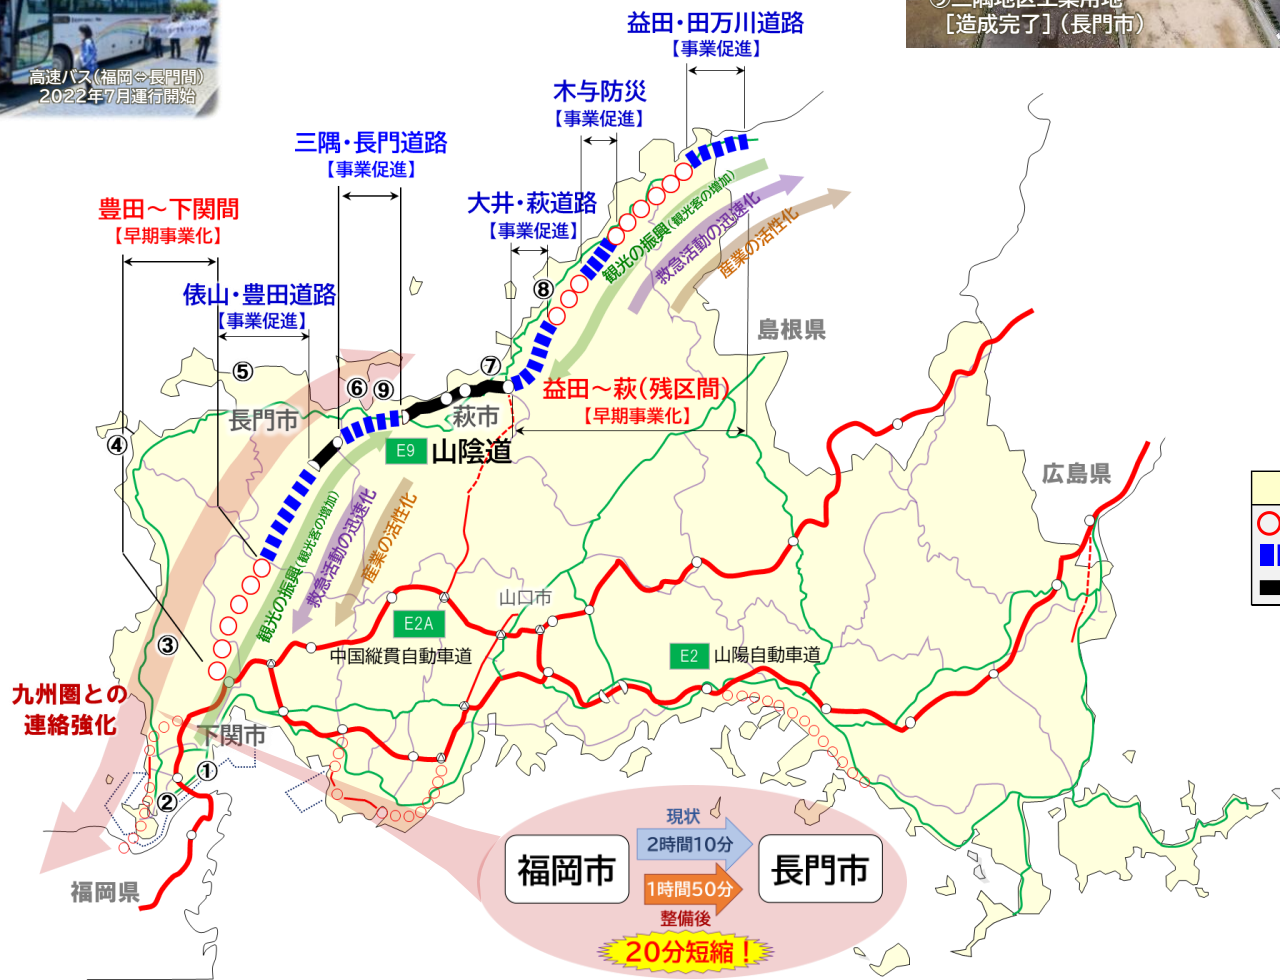 高速バス(福岡⇔長門間)
2022年7月運行開始
⑨三隅地区工業用地
[造成完了](長門市)
益田・田万川道路
【事業促進】
木与防災
【事業促進】
三隅・長門道路
【事業促進】
大井・萩道路
【事業促進】
豊田～下関間
【早期事業化】
俵山・豊田道路
【事業促進】
観光の振興(観光客の増加)
救急活動の迅速化
産業の活性化
⑧
島根県
⑤
⑥
⑨
⑦
益田～萩(残区間)
【早期事業化】
長門市
萩市
④
E9 山陰道
広島県
観光の振興(観光客の増加)
救急活動の迅速化
産業の活性化
山口市
E2A
中国縦貫自動車道
E2 山陽自動車道
③
九州圏との
連絡強化
下関市
①
②
福岡県
現状
福岡市
2時間10分
長門市
1時間50分
整備後
20分短縮！